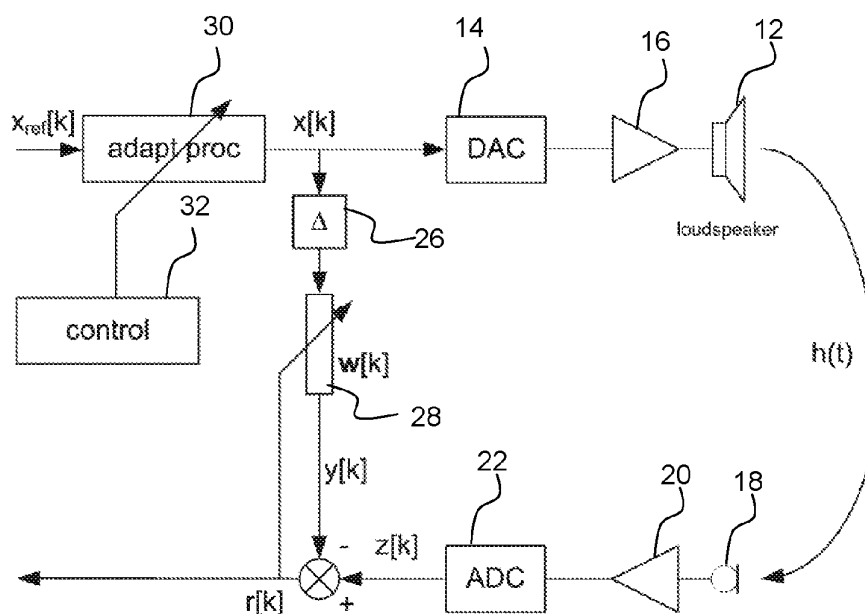 30
14
16
12
x_ref[k]
adapt proc
x[k]
DAC
32
Δ
26
loudspeaker
control
w[k]
h(t)
28
22
20
18
y[k]
-
z[k]
ADC
r[k]
+